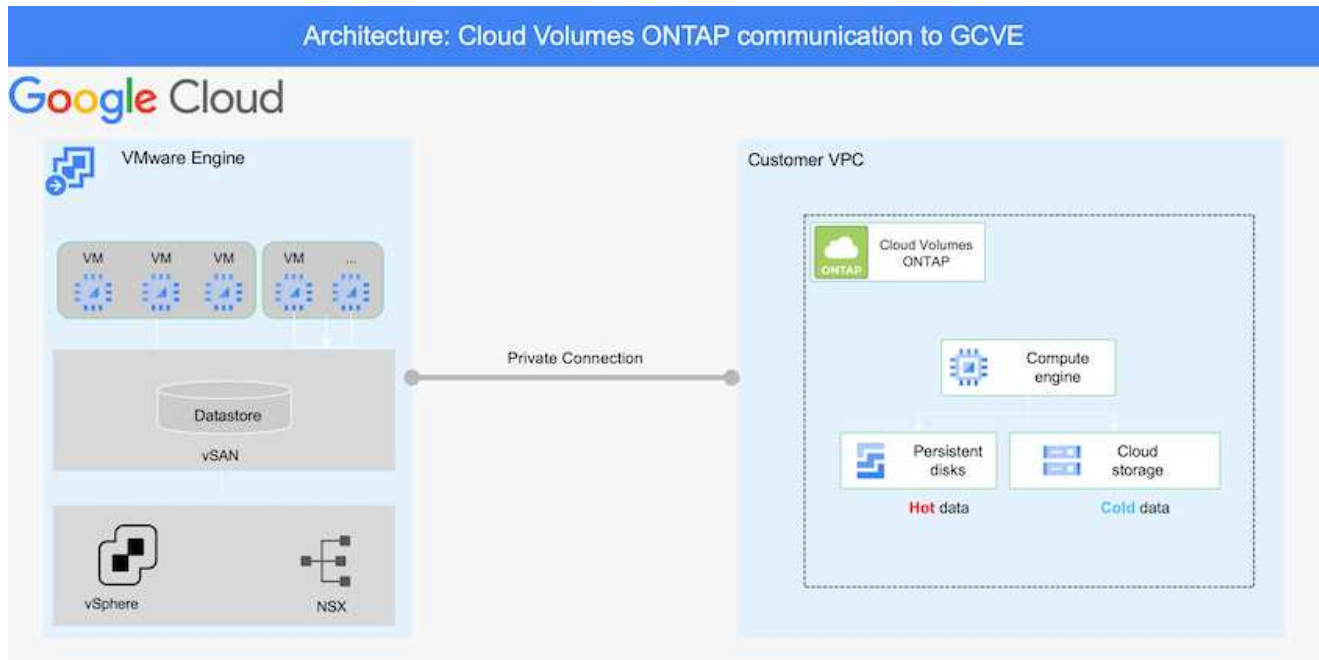 Architecture: Cloud Volumes ONTAP communication to GCVE
Google Cloud
VMware Engine
VM VM VM VM ...
Datastore
vSAN
vSphere
NSX
Private Connection
Customer VPC
ONTAP
Cloud Volumes
ONTAP
Compute
engine
Persistent
disks
Hot data
Cloud
storage
Cold data